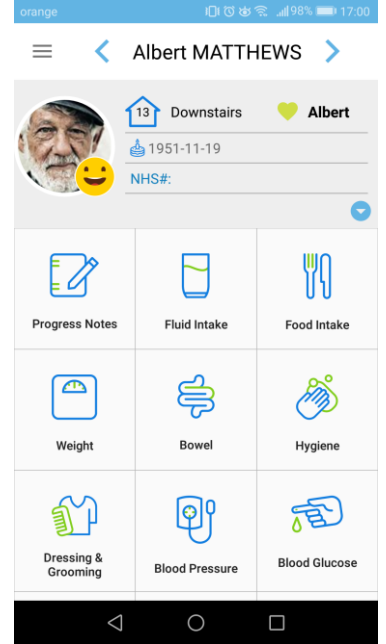 orange 98% 17:00
Albert MATTHEWS
13 Downstairs Albert
1951-11-19
NHS#:
Progress Notes Fluid Intake Food Intake
Weight Bowel Hygiene
Dressing &
Grooming Blood Pressure Blood Glucose